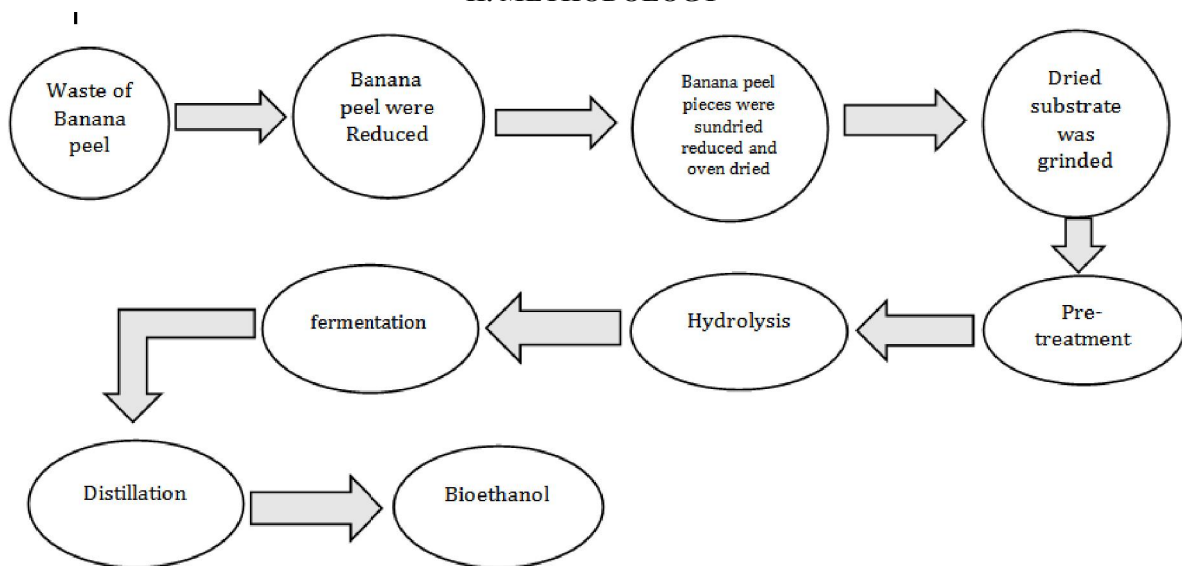 Waste of
Banana
peel
Banana
peel were
Reduced
Banana peel
pieces were
sundried
reduced and
oven dried
Dried
substrate
was
grinded
Pre-
treatment
Hydrolysis
fermentation
Distillation
Bioethanol